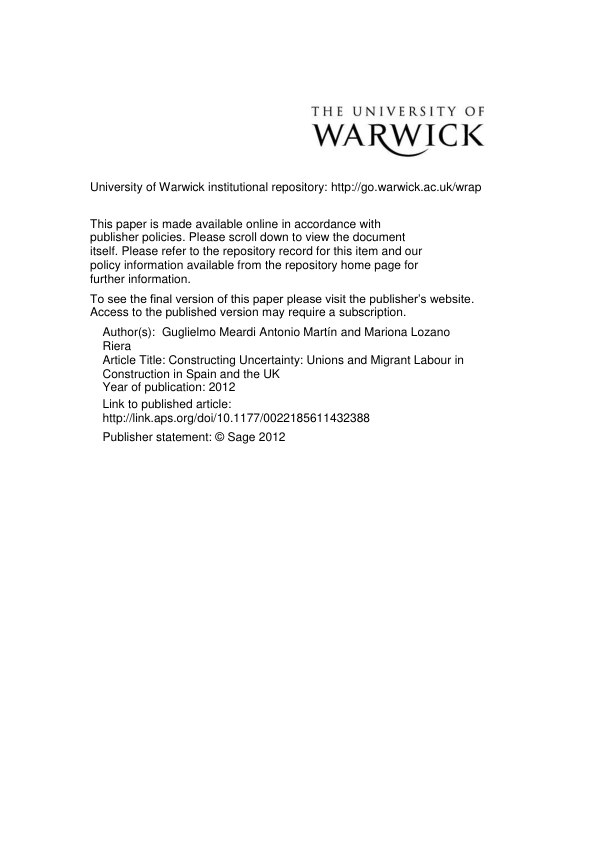 THE UNIVERSITY OF
WARWICK
University of Warwick institutional repository: http://go.warwick.ac.uk/wrap
This paper is made available online in accordance with
publisher policies. Please scroll down to view the document
itself. Please refer to the repository record for this item and our
policy information available from the repository home page for
further information.
To see the final version of this paper please visit the publisher's website.
Access to the published version may require a subscription.
Author(s): Guglielmo Meardi Antonio Martín and Mariona Lozano
Riera
Article Title: Constructing Uncertainty: Unions and Migrant Labour in
Construction in Spain and the UK
Year of publication: 2012
Link to published article:
http://link.aps.org/doi/10.1177/0022185611432388
Publisher statement: © Sage 2012